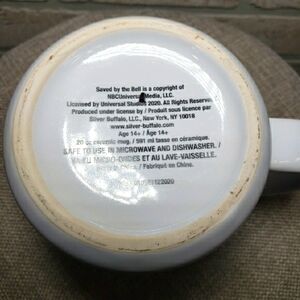 Saved by the Bell is a copyright of
NBCUniversal Media, LLC.
Licensed by Universal Studios 2020. All Rights Reserved.
Produced under license by / Produit sous licence par
Silver Buffalo, LLC., New York, NY 10018
www.silver-buffalo.com
Age 14+ / Âge 14+
20 oz ceramic mug. / 591 ml tasse en céramique.
SAFE TO USE IN MICROWAVE AND DISHWASHER. /
VA AU MICRO-ONDES ET AU LAVE-VAISSELLE.
/ Fabriqué en Chine.